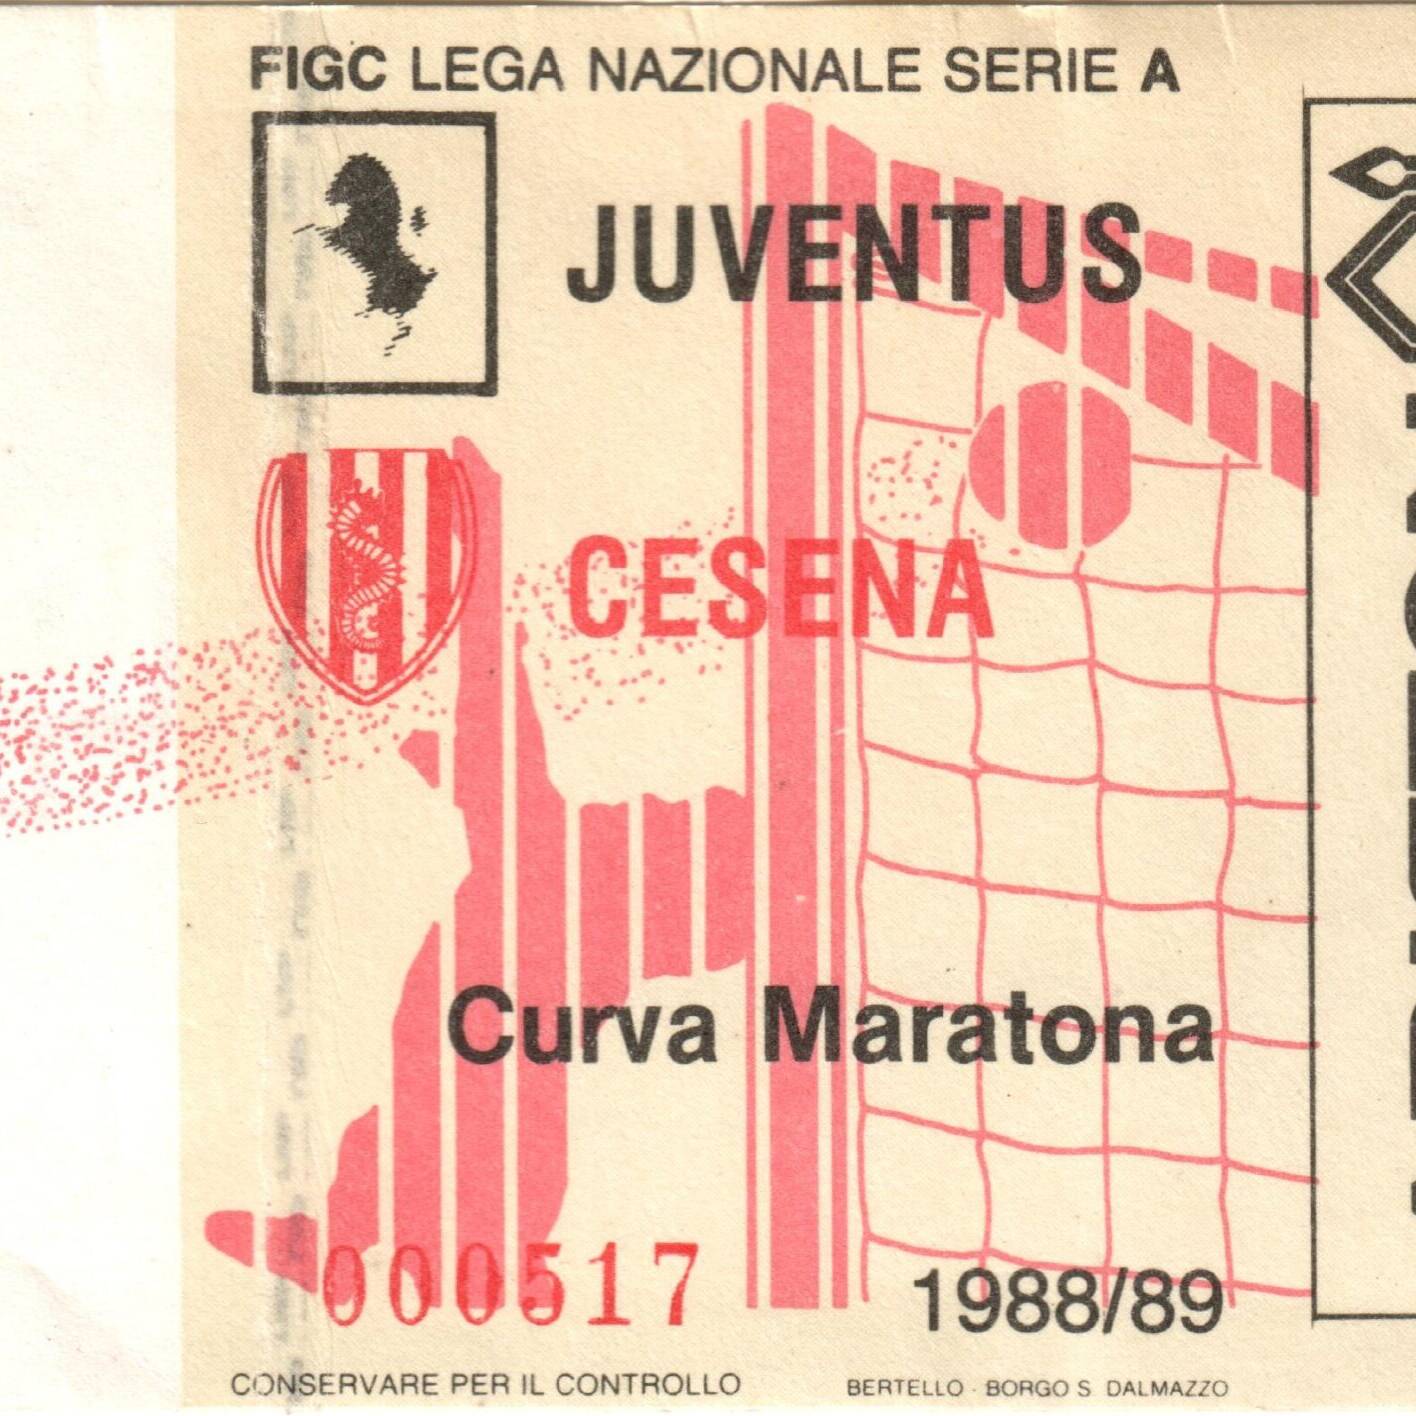 FIGC LEGA NAZIONALE SERIE A
JUVENTUS
CESENA
Curva Maratona
000517
1988/89
CONSERVARE PER IL CONTROLLO
BERTELLO - BORGO S. DALMAZZO